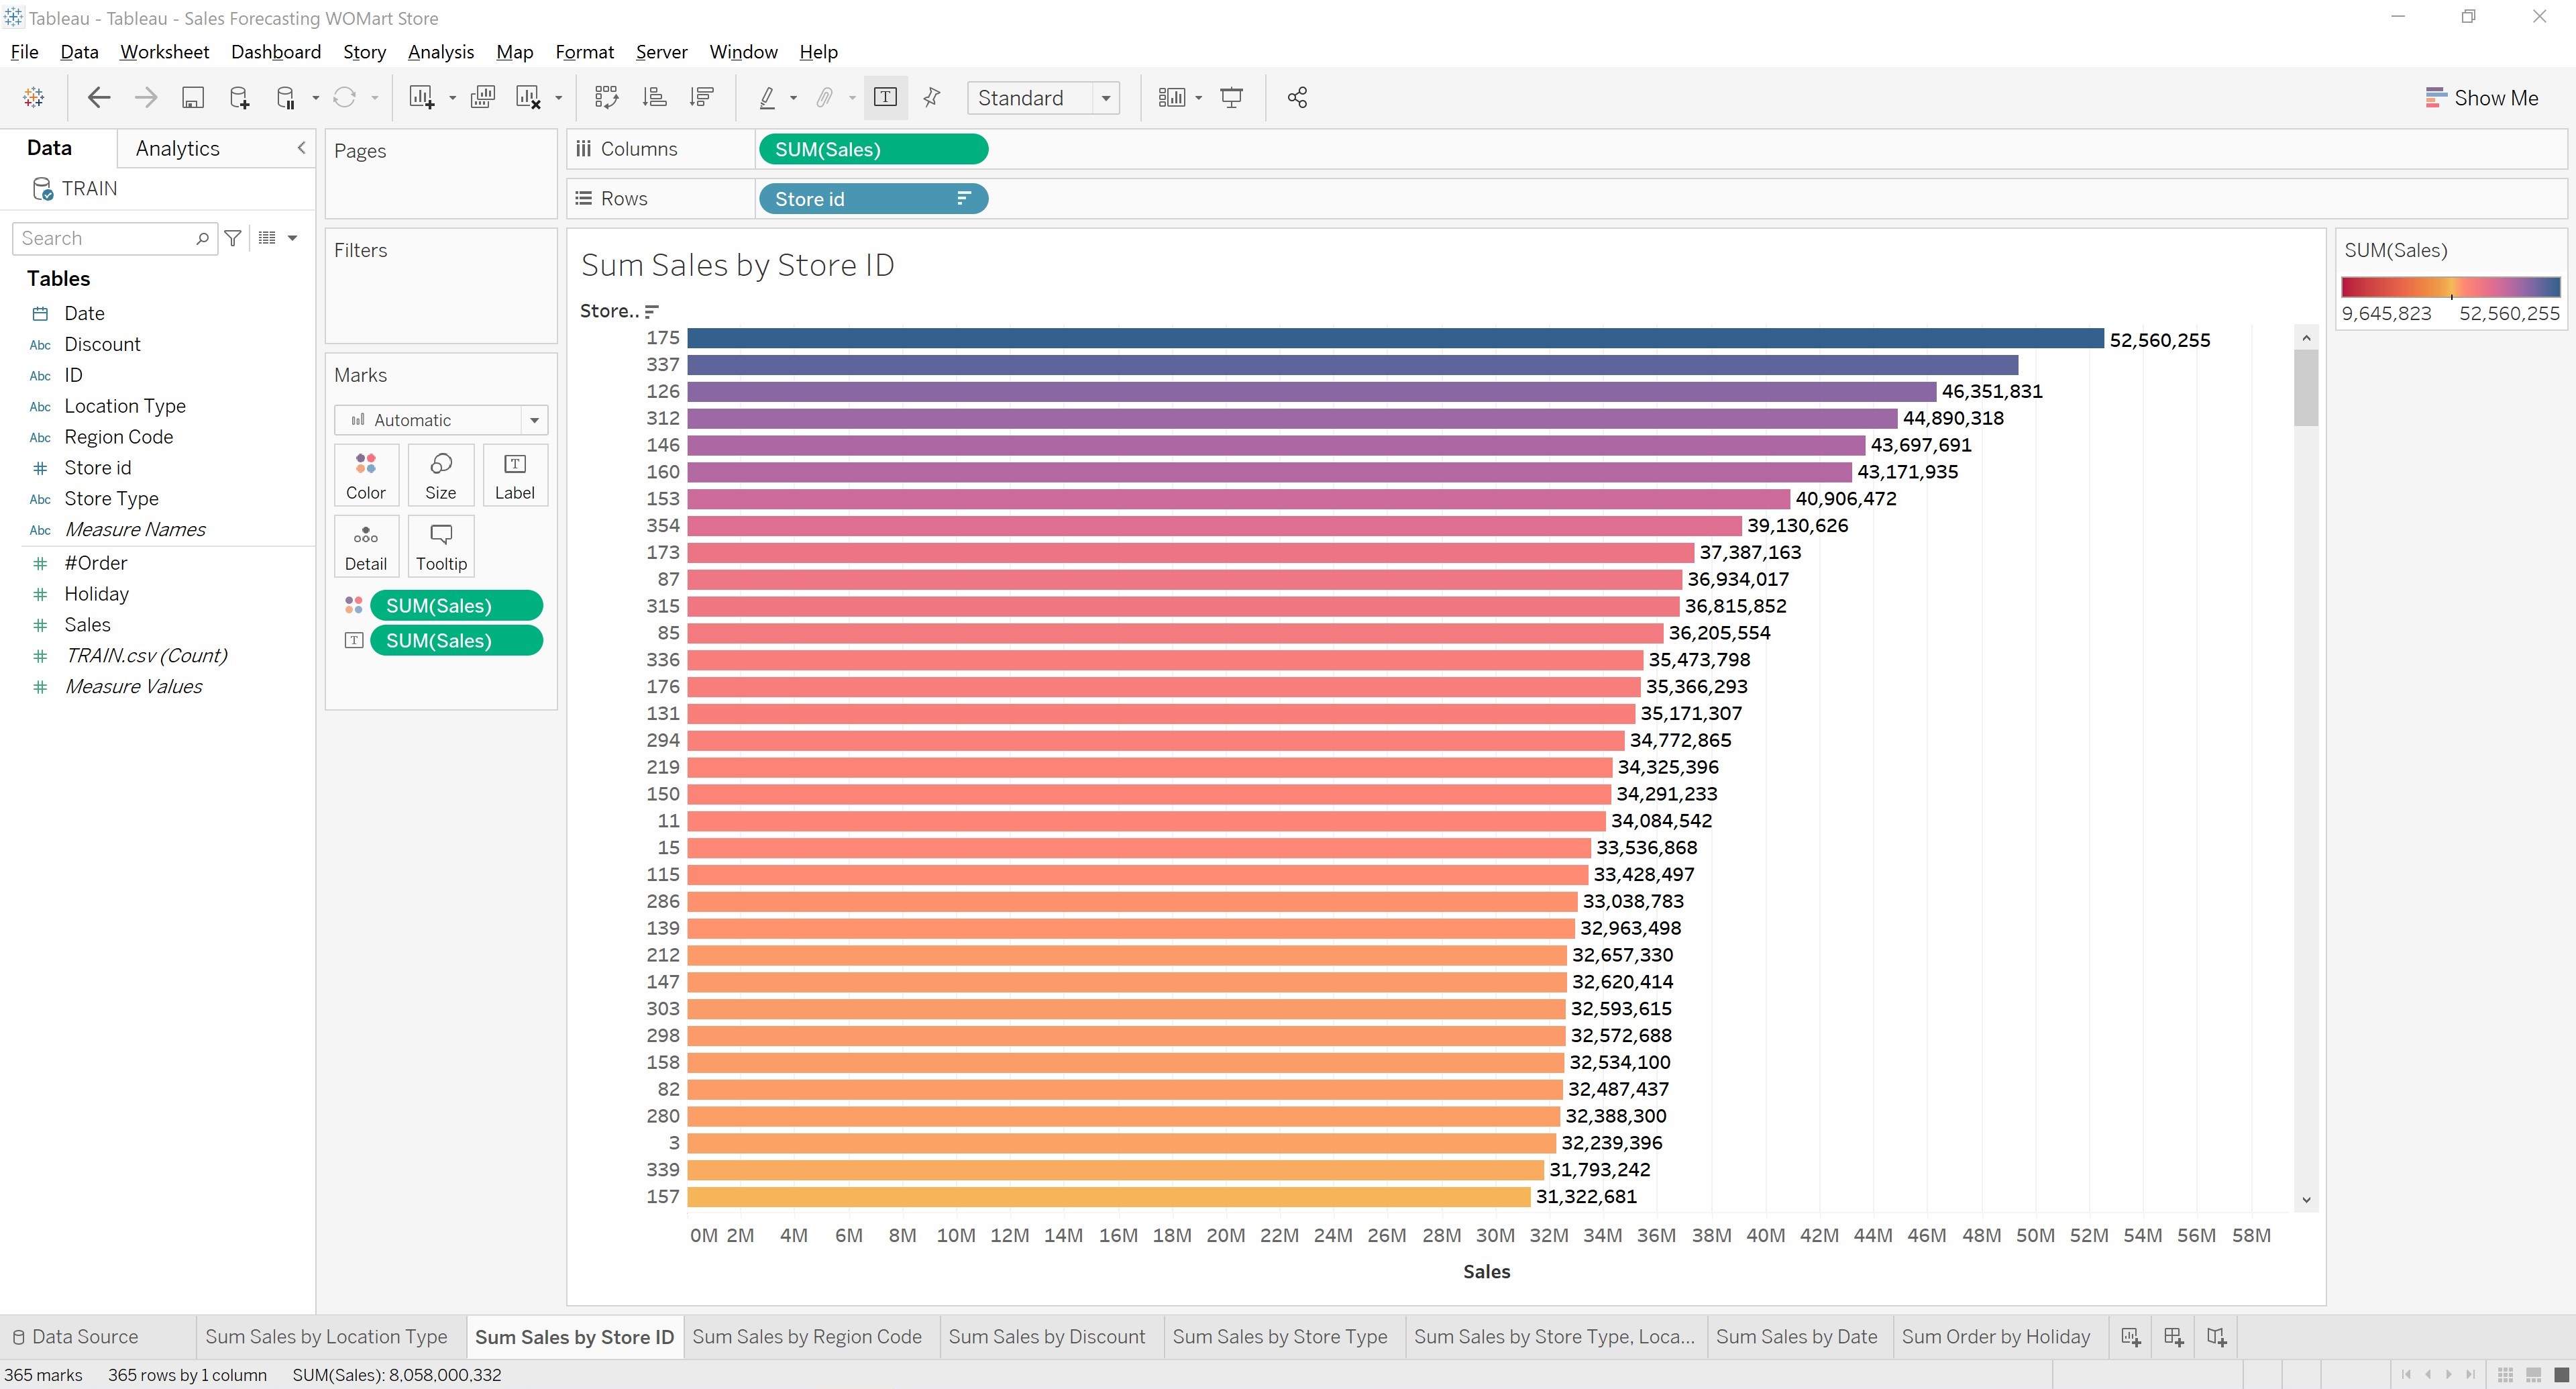 Tableau - Tableau - Sales Forecasting WOMart Store
File Data Worksheet Dashboard Story Analysis Map Format Server Window Help
Standard
Show Me
Data Analytics
TRAIN
Search
Tables
Date
Abc Discount
Abc ID
Abc Location Type
Abc Region Code
# Store id
Abc Store Type
Abc Measure Names
# #Order
# Holiday
# Sales
# TRAIN.csv (Count)
# Measure Values
Pages
Filters
Marks
Automatic
Color Size T Label
Detail Tooltip
SUM(Sales)
T SUM(Sales)
Columns SUM(Sales)
Rows Store id
Sum Sales by Store ID
Store..
175 52,560,255
337
126 46,351,831
312 44,890,318
146 43,697,691
160 43,171,935
153 40,906,472
354 39,130,626
173 37,387,163
87 36,934,017
315 36,815,852
85 36,205,554
336 35,473,798
176 35,366,293
131 35,171,307
294 34,772,865
219 34,325,396
150 34,291,233
11 34,084,542
15 33,536,868
115 33,428,497
286 33,038,783
139 32,963,498
212 32,657,330
147 32,620,414
303 32,593,615
298 32,572,688
158 32,534,100
82 32,487,437
280 32,388,300
3 32,239,396
339 31,793,242
157 31,322,681
0M 2M 4M 6M 8M 10M 12M 14M 16M 18M 20M 22M 24M 26M 28M 30M 32M 34M 36M 38M 40M 42M 44M 46M 48M 50M 52M 54M 56M 58M
Sales
SUM(Sales)
9,645,823 52,560,255
Data Source Sum Sales by Location Type Sum Sales by Store ID Sum Sales by Region Code Sum Sales by Discount Sum Sales by Store Type Sum Sales by Store Type, Loca... Sum Sales by Date Sum Order by Holiday
365 marks 365 rows by 1 column SUM(Sales): 8,058,000,332